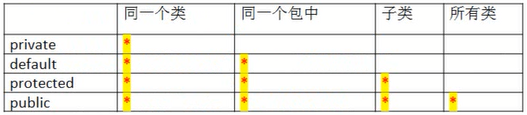 同一个类 同一个包中 子类 所有类
private *
default * *
protected * * *
public * * * *